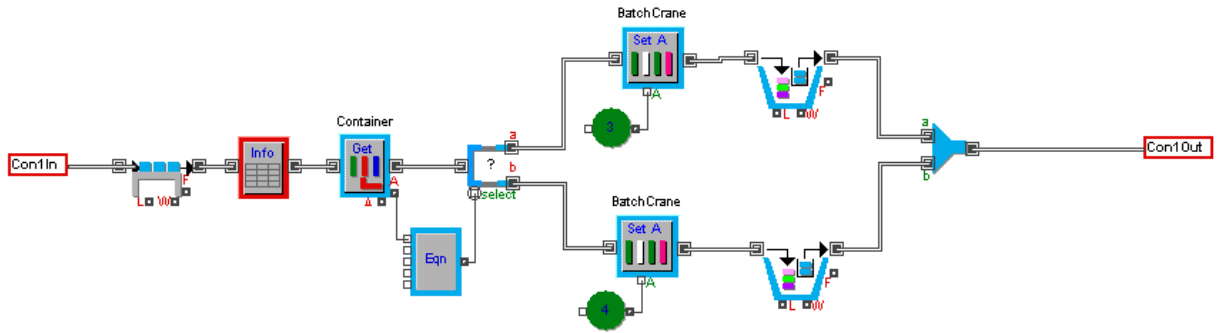 BatchCrane
Set A
A
3
L W F
a
Container
Con1In
F
L W
Info
Get
A
Δ
?
a
b
select
Eqn
a
b
Con1Out
BatchCrane
Set A
A
4
L W F